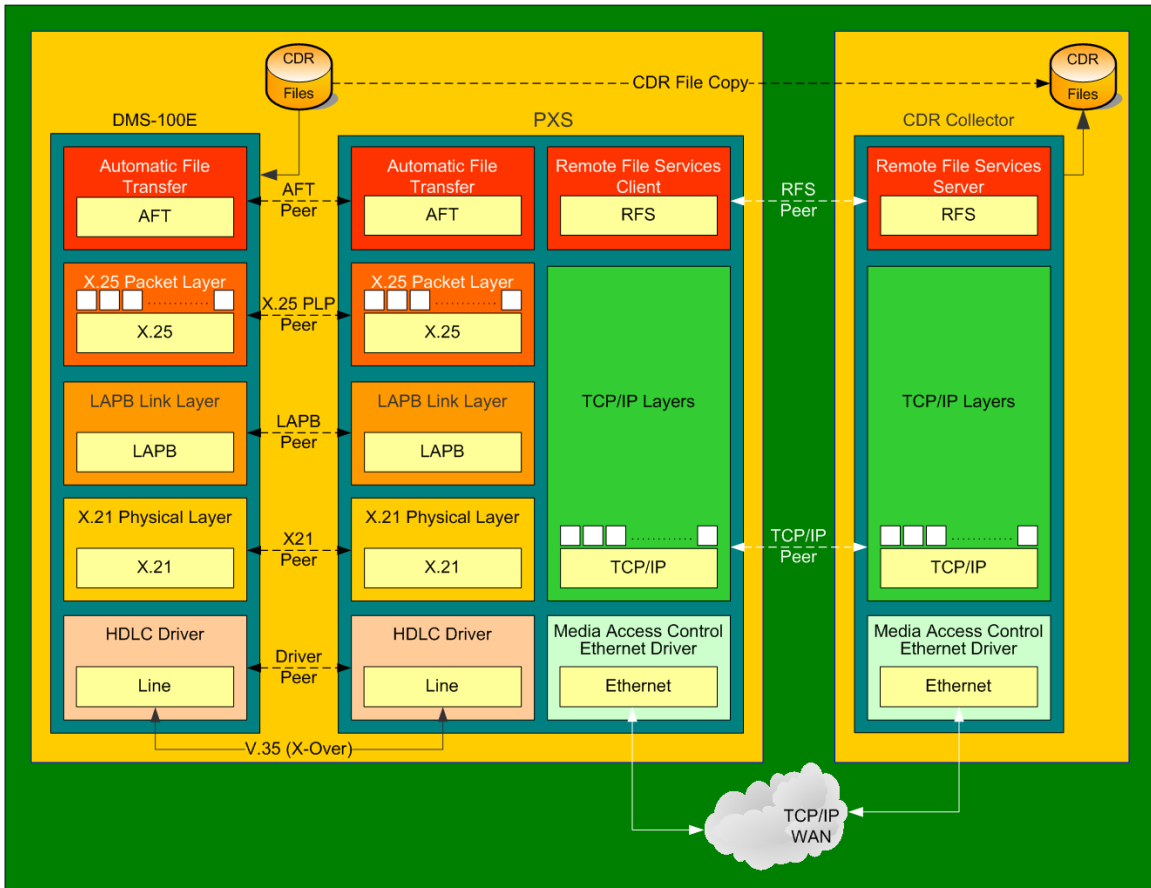 CDR
Files
CDR File Copy
CDR
Files
DMS-100E
PXS
CDR Collector
Automatic File
Transfer
AFT
AFT
Peer
Automatic File
Transfer
AFT
Remote File Services
Client
RFS
RFS
Peer
Remote File Services
Server
RFS
X.25 Packet Layer
X.25
X.25 PLP
Peer
X.25 Packet Layer
X.25
LAPB Link Layer
LAPB
LAPB
Peer
LAPB Link Layer
LAPB
TCP/IP Layers
TCP/IP Layers
X.21 Physical Layer
X.21
X21
Peer
X.21 Physical Layer
X.21
TCP/IP
TCP/IP
Peer
TCP/IP
HDLC Driver
Line
Driver
Peer
HDLC Driver
Line
Media Access Control
Ethernet Driver
Ethernet
Media Access Control
Ethernet Driver
Ethernet
V.35 (X-Over)
TCP/IP
WAN